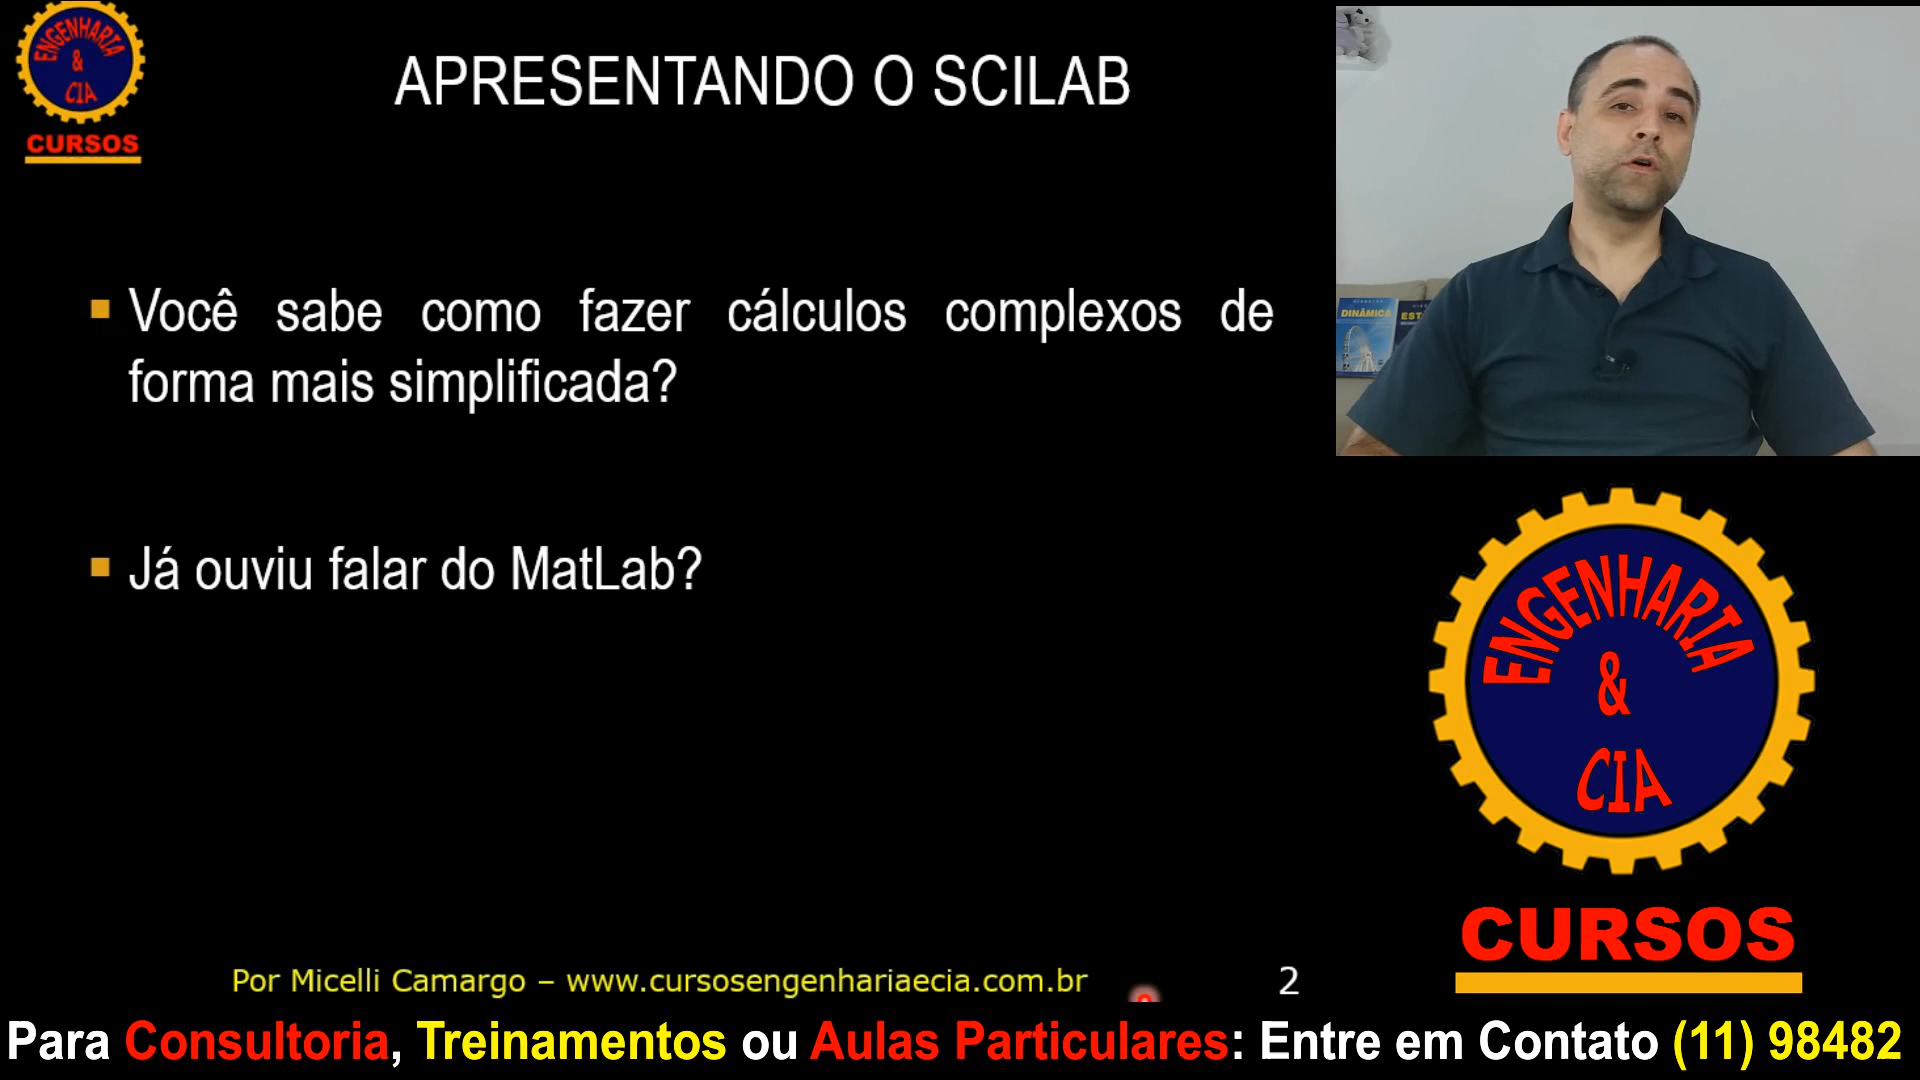 ENGENHARIA
&
CIA
CURSOS
APRESENTANDO O SCILAB
Você sabe como fazer cálculos complexos de
forma mais simplificada?
Já ouviu falar do MatLab?
DINÂMICA
EST
ENGENHARIA
&
CIA
CURSOS
Por Micelli Camargo – www.cursosengenhariaecia.com.br
2
Para Consultoria, Treinamentos ou Aulas Particulares: Entre em Contato (11) 98482